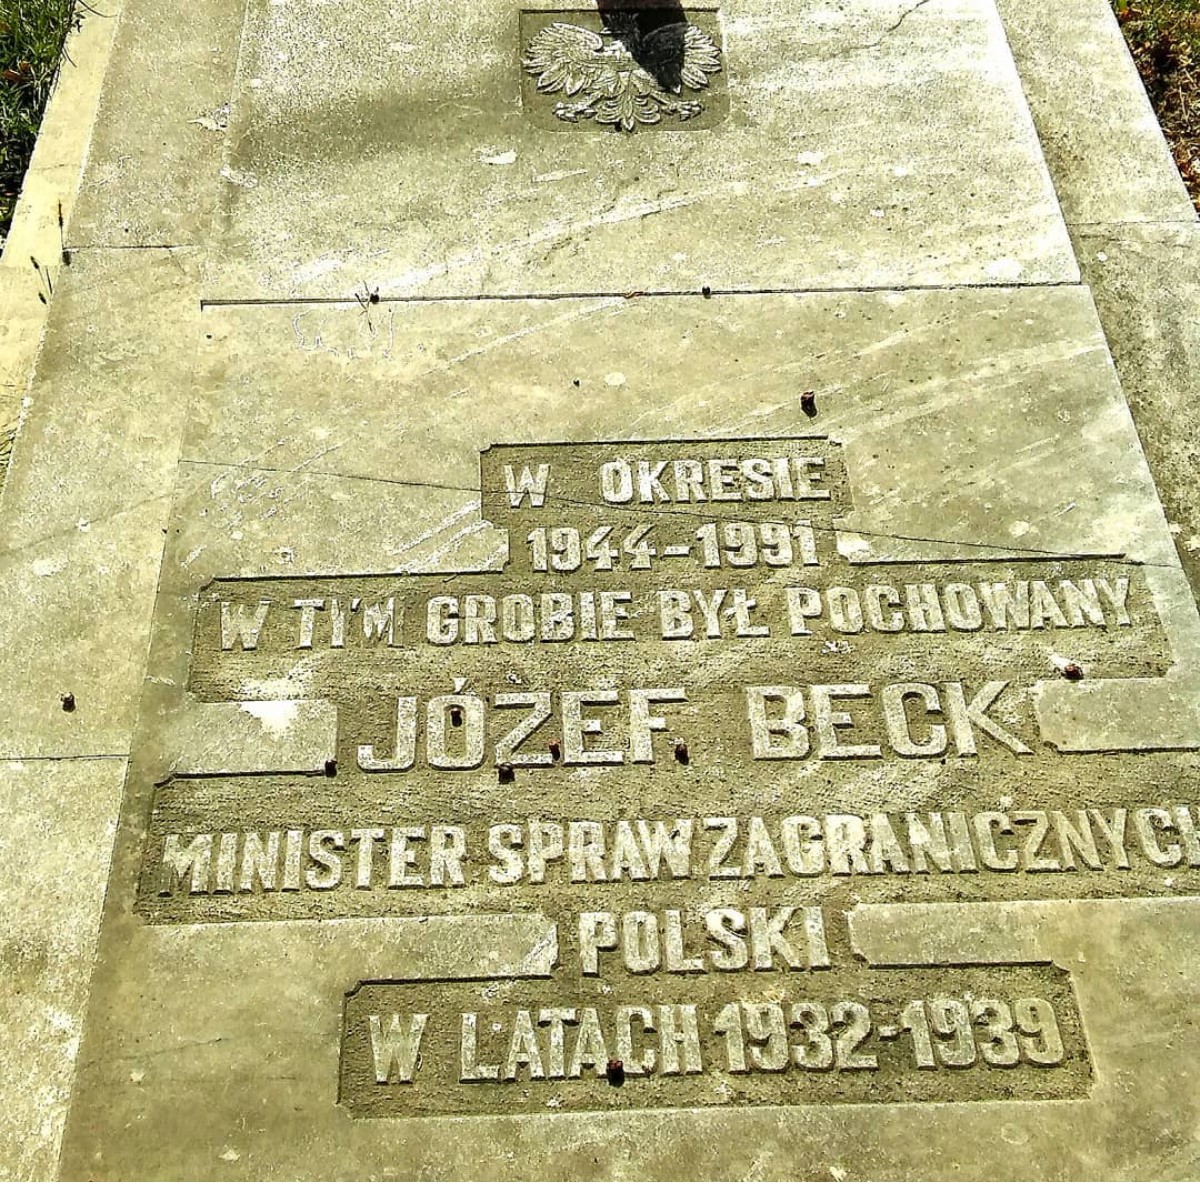 W OKRESIE
1944-1991
W TYM GROBIE BYŁ POCHOWANY
JÓZEF BECK
MINISTER SPRAW ZAGRANICZNYCH
POLSKI
W LATACH 1932-1939